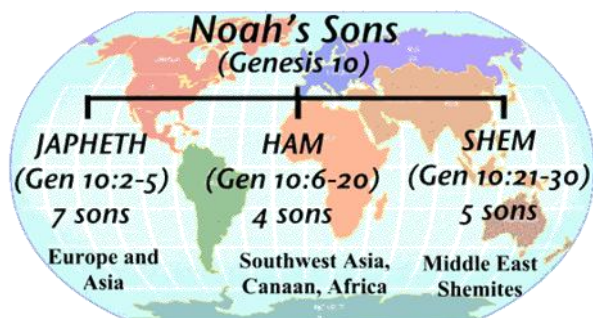 Noah's Sons
(Genesis 10)
JAPHETH
(Gen 10:2-5)
7 sons
Europe and
Asia
HAM
(Gen 10:6-20)
4 sons
Southwest Asia,
Canaan, Africa
SHEM
(Gen 10:21-30)
5 sons
Middle East
Shemites